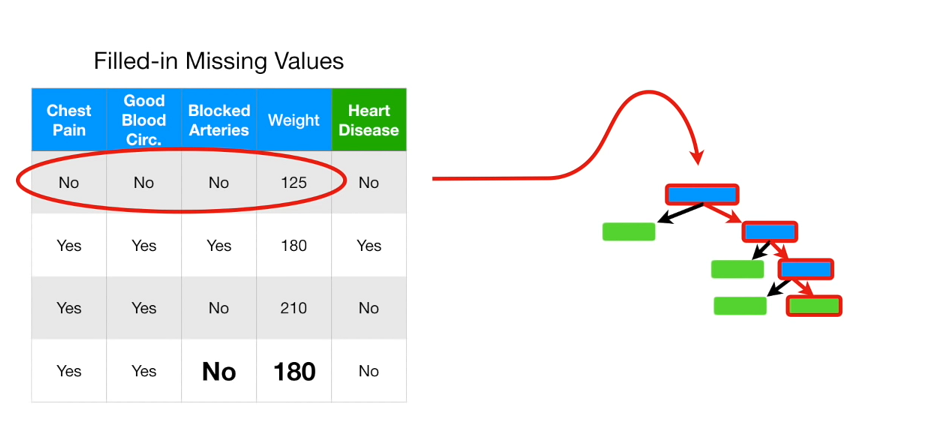 Filled-in Missing Values
Chest Pain
Good Blood Circ.
Blocked Arteries
Weight
Heart Disease
No No No 125 No
Yes Yes Yes 180 Yes
Yes Yes No 210 No
Yes Yes No 180 No